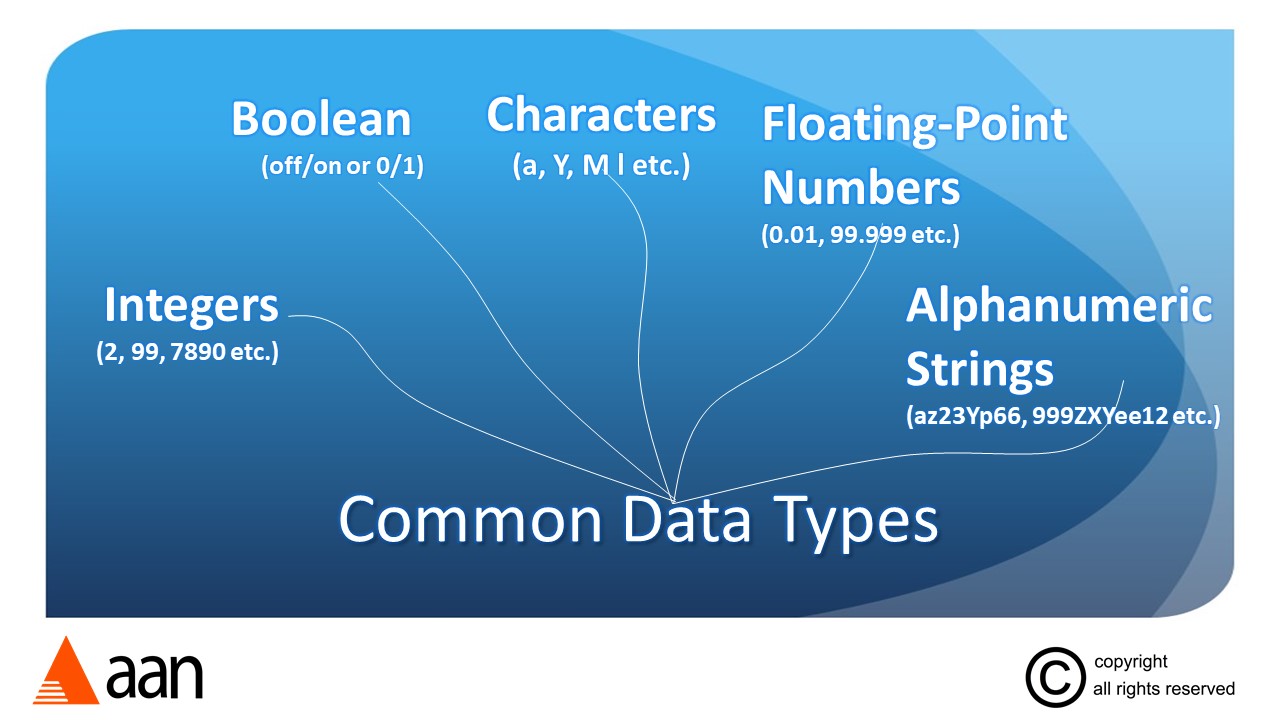 Boolean
(off/on or 0/1)
Characters
(a, Y, M l etc.)
Floating-Point
Numbers
(0.01, 99.999 etc.)
Integers
(2, 99, 7890 etc.)
Alphanumeric
Strings
(az23Yp66, 999ZXYee12 etc.)
Common Data Types
aan
©
copyright
all rights reserved